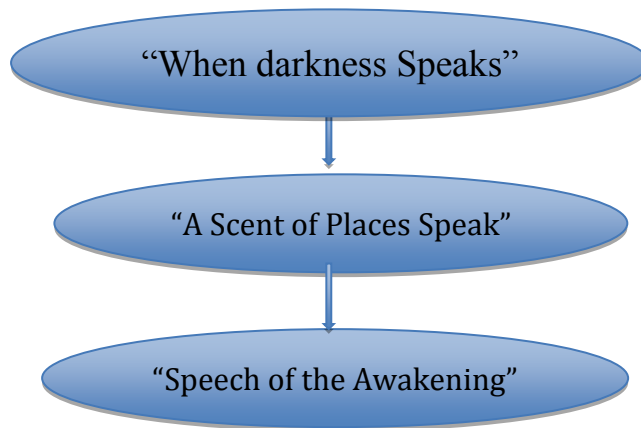 “When darkness Speaks”
“A Scent of Places Speak”
“Speech of the Awakening”